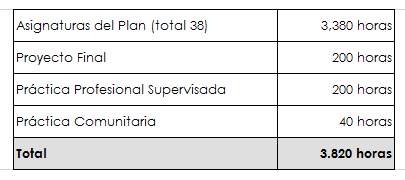 Asignaturas del Plan (total 38) 3,380 horas
Proyecto Final 200 horas
Práctica Profesional Supervisada 200 horas
Práctica Comunitaria 40 horas
Total 3.820 horas